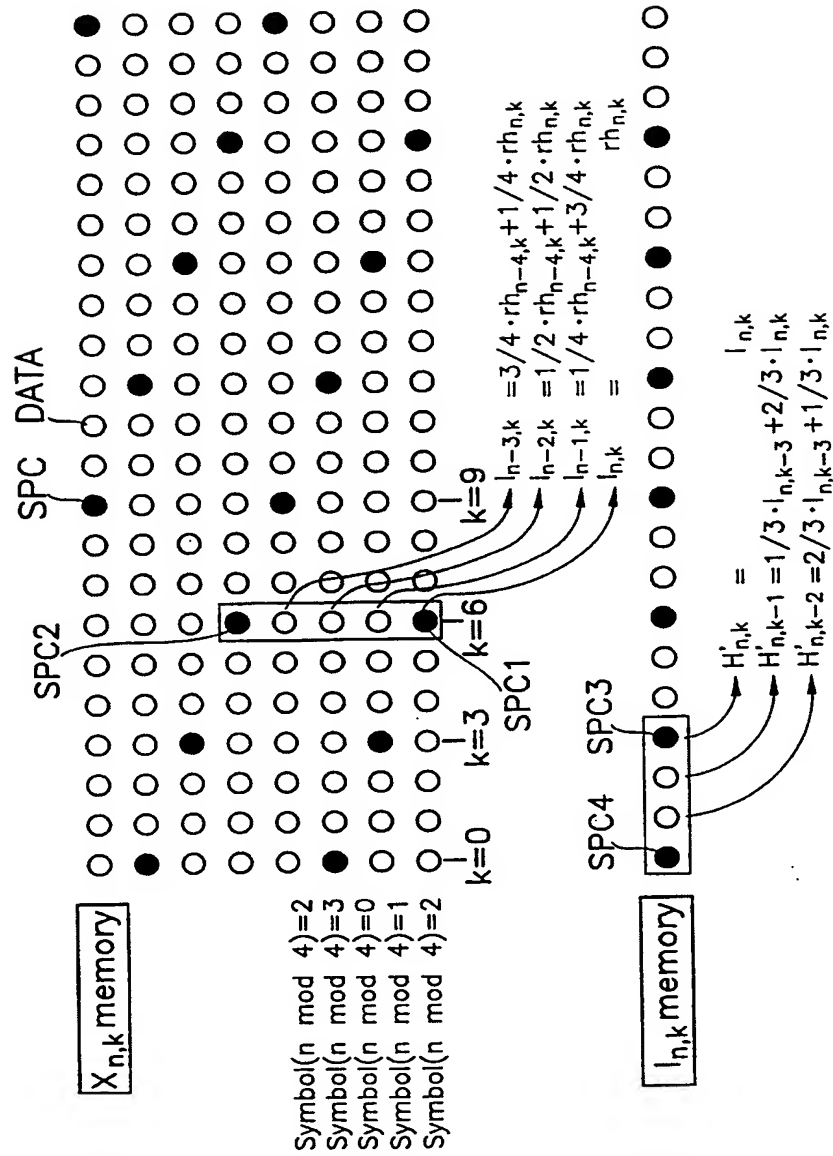 X_{n,k} memory
SPC DATA
SPC2
Symbol(n mod 4)=2
Symbol(n mod 4)=3
Symbol(n mod 4)=0
Symbol(n mod 4)=1
Symbol(n mod 4)=2
k=0
k=3
k=6
k=9
SPC1
I_{n-3,k} =3/4·rh_{n-4,k}+1/4·rh_{n,k}
I_{n-2,k} =1/2·rh_{n-4,k}+1/2·rh_{n,k}
I_{n-1,k} =1/4·rh_{n-4,k}+3/4·rh_{n,k}
I_{n,k} = rh_{n,k}
I_{n,k} memory
SPC4
SPC3
H'_{n,k} = I_{n,k}
H'_{n,k-1} =1/3·I_{n,k-3}+2/3·I_{n,k}
H'_{n,k-2} =2/3·I_{n,k-3}+1/3·I_{n,k}